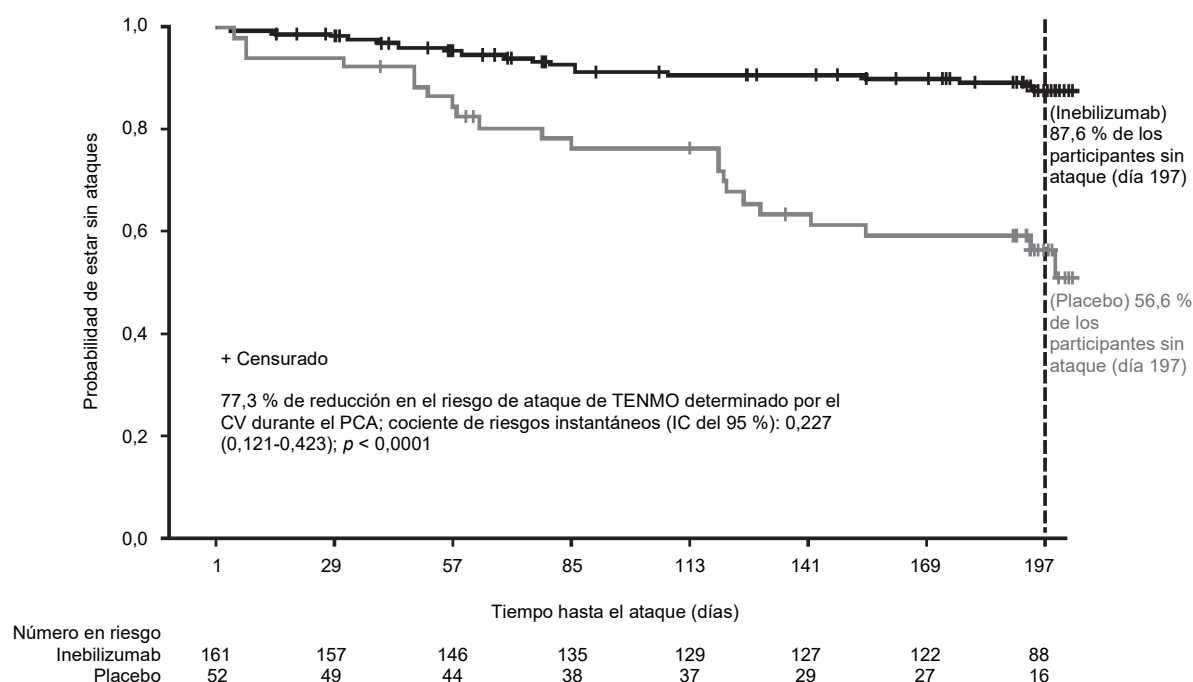 1,0
0,8
0,6
0,4
0,2
0,0
Probabilidad de estar sin ataques
(Inebilizumab)
87,6 % de los
participantes sin
ataque (día 197)
(Placebo) 56,6 %
de los
participantes sin
ataque (día 197)
+ Censurado
77,3 % de reducción en el riesgo de ataque de TENMO determinado por el
CV durante el PCA; cociente de riesgos instantáneos (IC del 95 %): 0,227
(0,121-0,423); p < 0,0001
1 29 57 85 113 141 169 197
Tiempo hasta el ataque (días)
Número en riesgo
Inebilizumab 161 157 146 135 129 127 122 88
Placebo 52 49 44 38 37 29 27 16